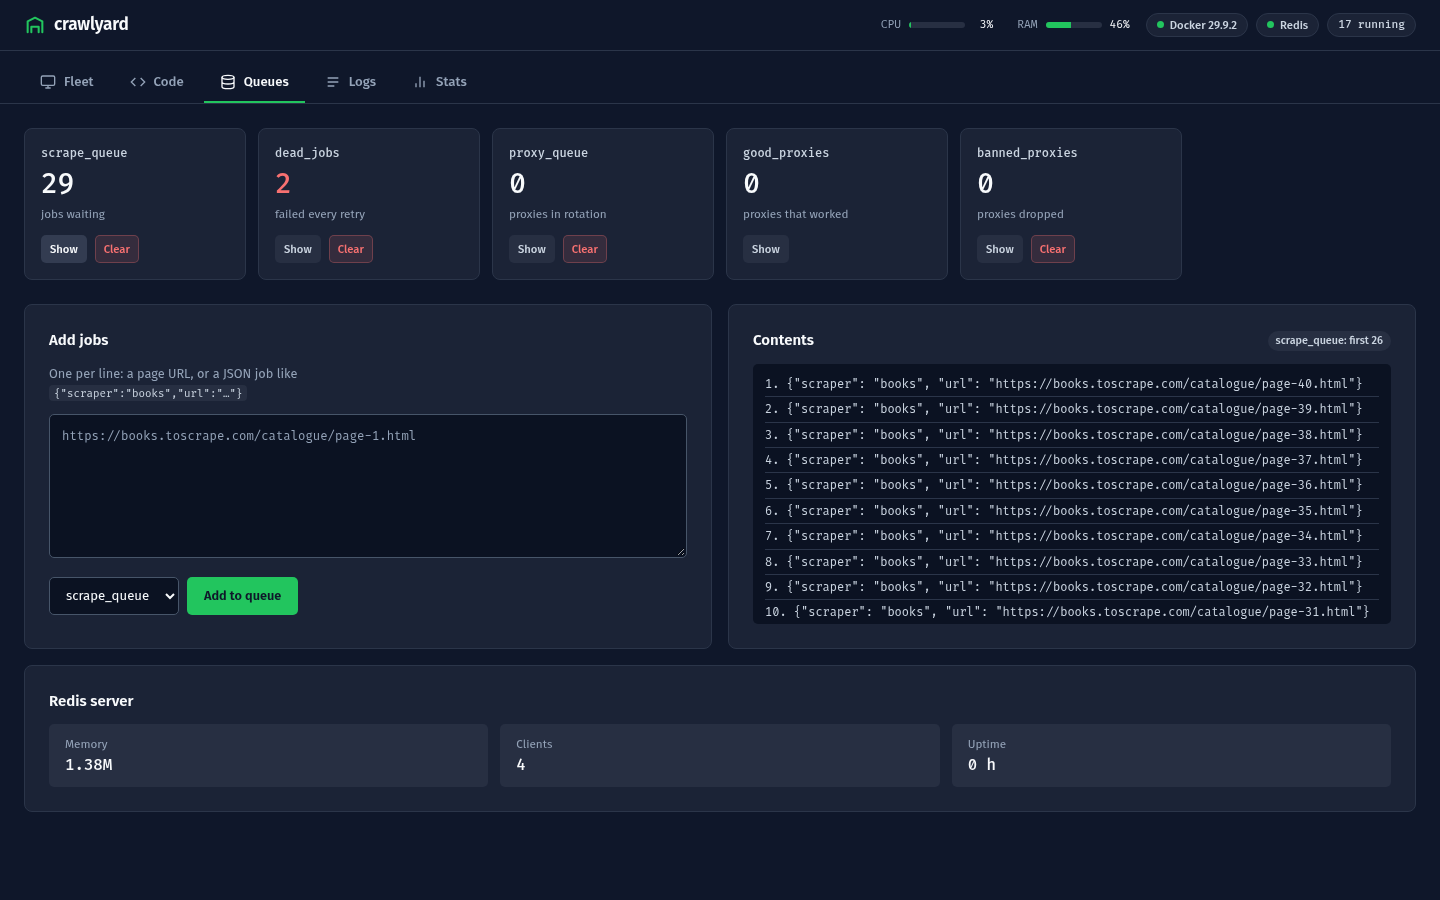 crawlyard
CPU 3% RAM 46% Docker 29.9.2 Redis 17 running
Fleet Code Queues Logs Stats
scrape_queue
29
jobs waiting
Show Clear
dead_jobs
2
failed every retry
Show Clear
proxy_queue
0
proxies in rotation
Show Clear
good_proxies
0
proxies that worked
Show
banned_proxies
0
proxies dropped
Show Clear
Add jobs
One per line: a page URL, or a JSON job like
{"scraper":"books","url":"…"}
https://books.toscrape.com/catalogue/page-1.html
scrape_queue Add to queue
Contents scrape_queue: first 26
1. {"scraper": "books", "url": "https://books.toscrape.com/catalogue/page-40.html"}
2. {"scraper": "books", "url": "https://books.toscrape.com/catalogue/page-39.html"}
3. {"scraper": "books", "url": "https://books.toscrape.com/catalogue/page-38.html"}
4. {"scraper": "books", "url": "https://books.toscrape.com/catalogue/page-37.html"}
5. {"scraper": "books", "url": "https://books.toscrape.com/catalogue/page-36.html"}
6. {"scraper": "books", "url": "https://books.toscrape.com/catalogue/page-35.html"}
7. {"scraper": "books", "url": "https://books.toscrape.com/catalogue/page-34.html"}
8. {"scraper": "books", "url": "https://books.toscrape.com/catalogue/page-33.html"}
9. {"scraper": "books", "url": "https://books.toscrape.com/catalogue/page-32.html"}
10. {"scraper": "books", "url": "https://books.toscrape.com/catalogue/page-31.html"}
Redis server
Memory
1.38M
Clients
4
Uptime
0 h